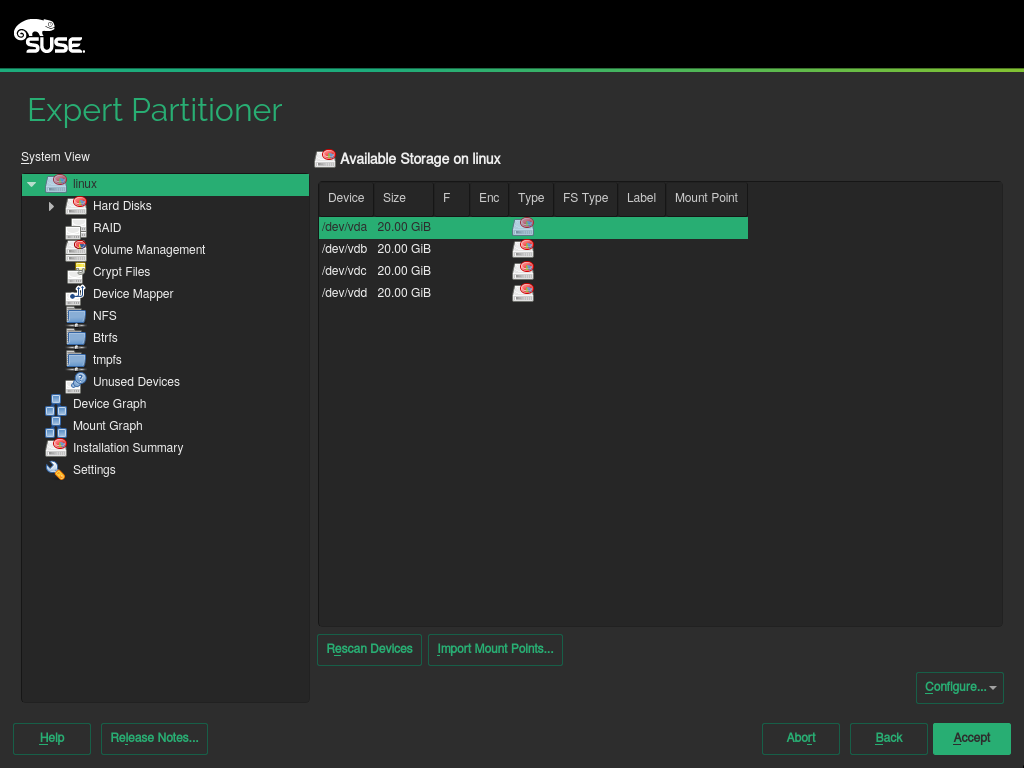 SUSE.
Expert Partitioner
System View
linux
Hard Disks
RAID
Volume Management
Crypt Files
Device Mapper
NFS
Btrfs
tmpfs
Unused Devices
Device Graph
Mount Graph
Installation Summary
Settings
Available Storage on linux
Device Size F Enc Type FS Type Label Mount Point
/dev/vda 20.00 GiB
/dev/vdb 20.00 GiB
/dev/vdc 20.00 GiB
/dev/vdd 20.00 GiB
Rescan Devices Import Mount Points...
Configure...
Help Release Notes... Abort Back Accept